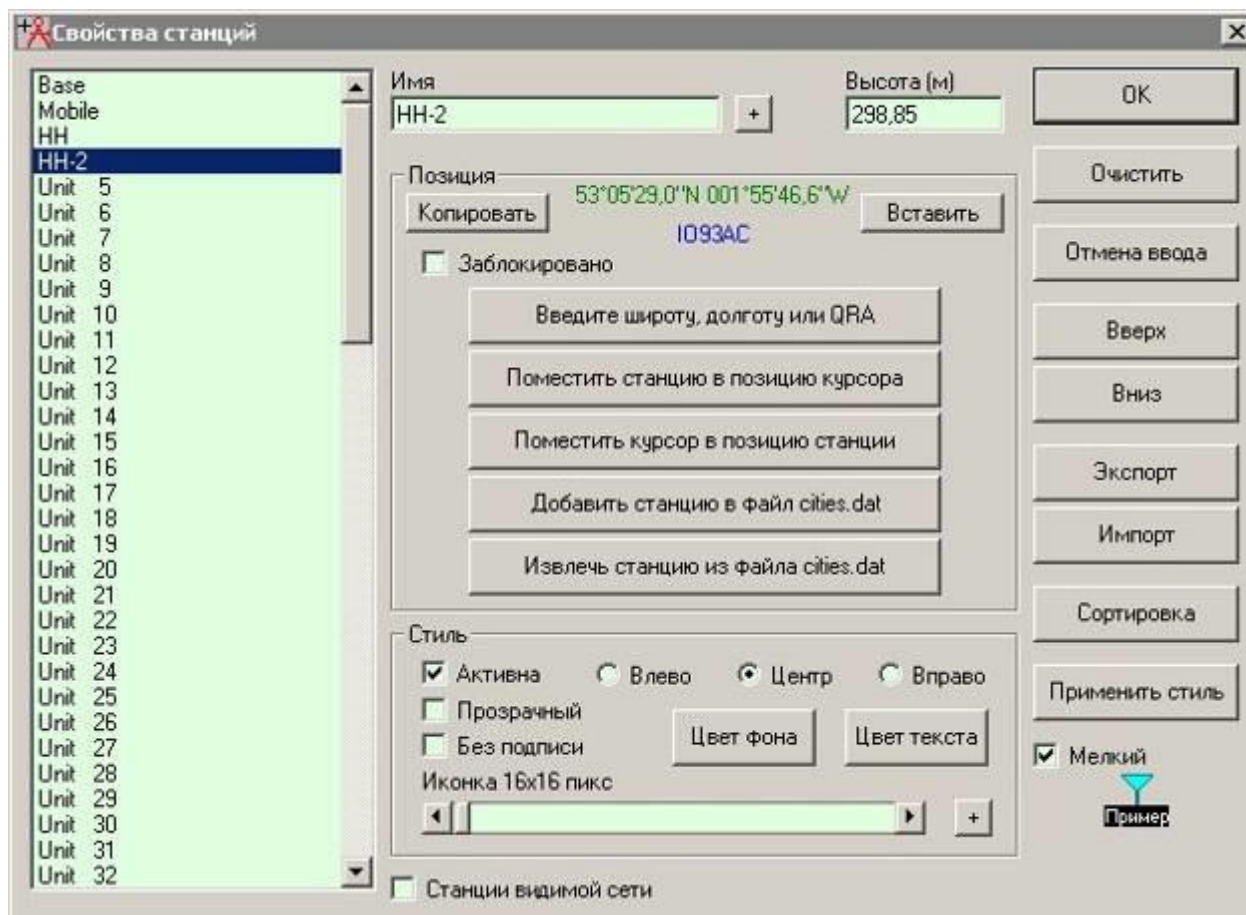 Свойства станций
Base
Mobile
HH
HH-2
Unit 5
Unit 6
Unit 7
Unit 8
Unit 9
Unit 10
Unit 11
Unit 12
Unit 13
Unit 14
Unit 15
Unit 16
Unit 17
Unit 18
Unit 19
Unit 20
Unit 21
Unit 22
Unit 23
Unit 24
Unit 25
Unit 26
Unit 27
Unit 28
Unit 29
Unit 30
Unit 31
Unit 32
Имя
HH-2
+
Высота (м)
298,85
Позиция
Копировать
53°05'29,0"N 001°55'46,6"W
IO93AC
Вставить
Заблокировано
Введите широту, долготу или QRA
Поместить станцию в позицию курсора
Поместить курсор в позицию станции
Добавить станцию в файл cities.dat
Извлечь станцию из файла cities.dat
Стиль
Активна
Влево
Центр
Вправо
Прозрачный
Без подписи
Цвет фона
Цвет текста
Иконка 16x16 пикс
+
Станции видимой сети
OK
Очистить
Отмена ввода
Вверх
Вниз
Экспорт
Импорт
Сортировка
Применить стиль
Мелкий
Пример